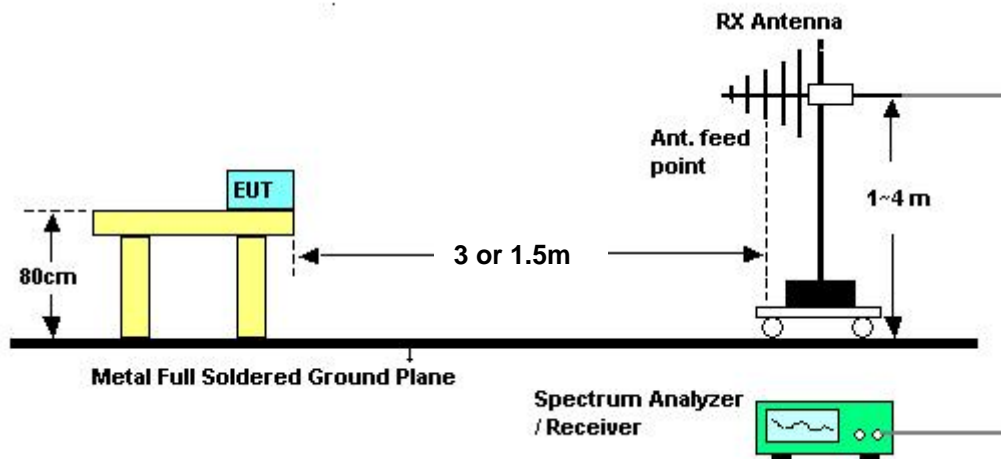 RX Antenna
Ant. feed
point
EUT
1~4 m
3 or 1.5m
80cm
Metal Full Soldered Ground Plane
Spectrum Analyzer
/ Receiver